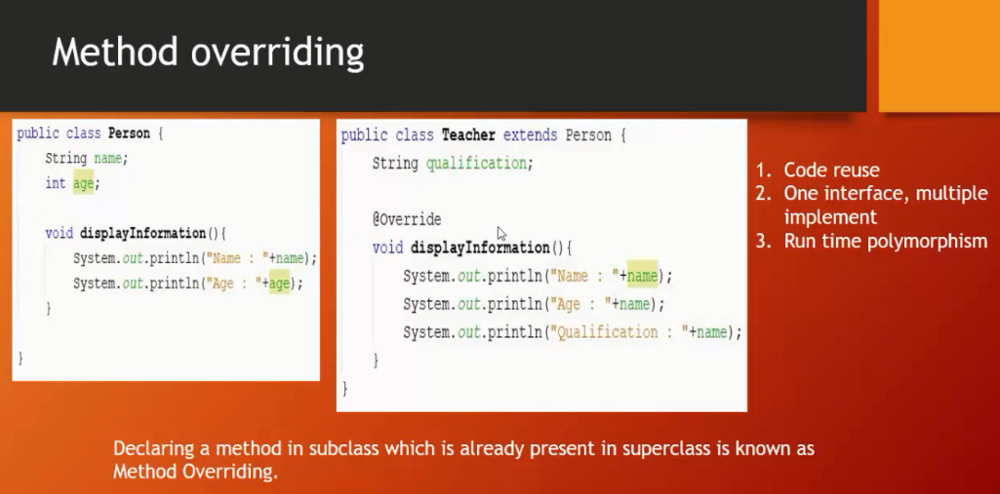 Method overriding
public class Person {
String name;
int age;
void displayInformation(){
System.out.println("Name : "+name);
System.out.println("Age : "+age);
}
}
public class Teacher extends Person {
String qualification;
@Override
void displayInformation(){
System.out.println("Name : "+name);
System.out.println("Age : "+name);
System.out.println("Qualification : "+name);
}
}
1. Code reuse
2. One interface, multiple
implement
3. Run time polymorphism
Declaring a method in subclass which is already present in superclass is known as
Method Overriding.